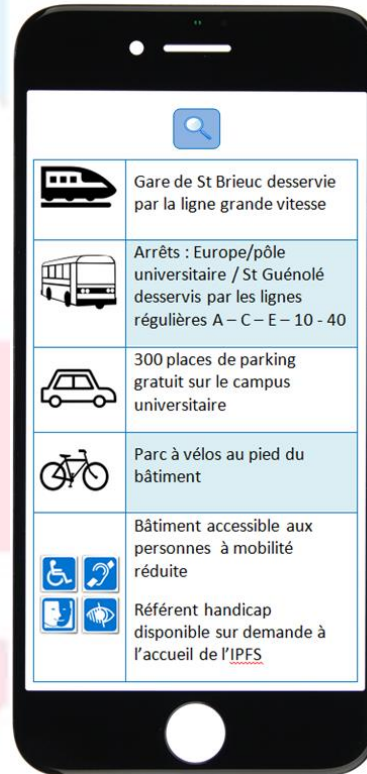 Gare de St Brieuc desservie
par la ligne grande vitesse
Arrêts : Europe/pôle
universitaire / St Guénolé
desservis par les lignes
régulières A – C – E – 10 - 40
300 places de parking
gratuit sur le campus
universitaire
Parc à vélos au pied du
bâtiment
Bâtiment accessible aux
personnes à mobilité
réduite
Référent handicap
disponible sur demande à
l'accueil de l'IPFS